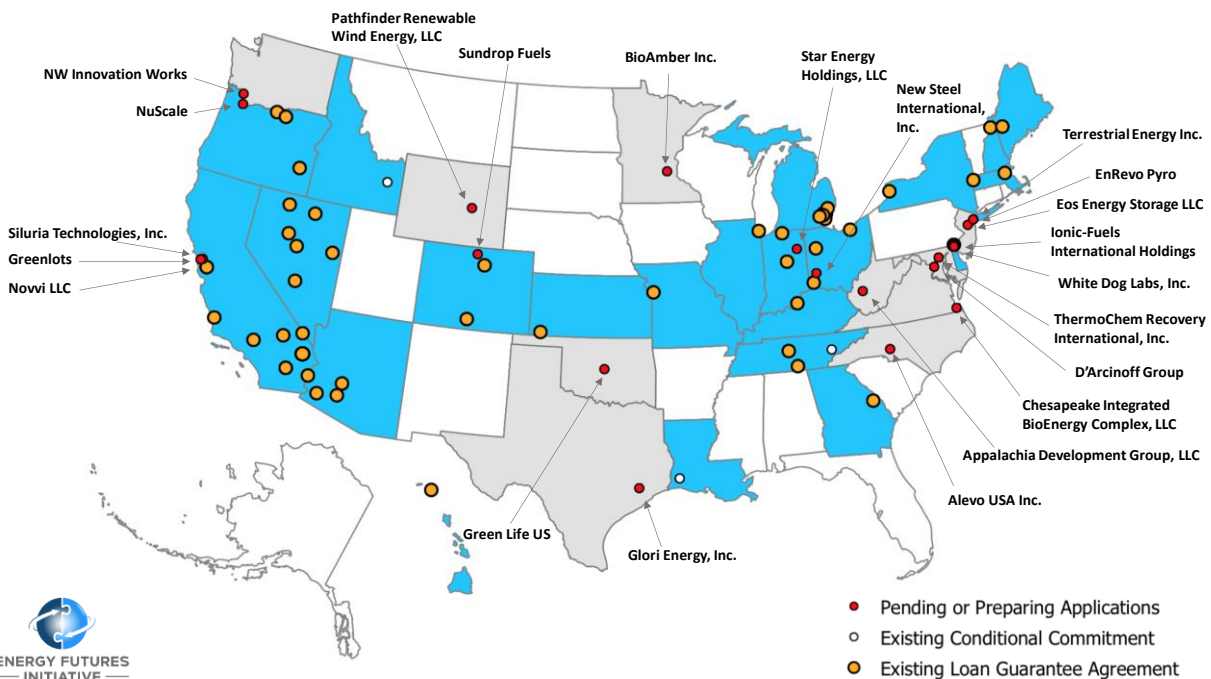 Pathfinder Renewable
Wind Energy, LLC
Sundrop Fuels
BioAmber Inc.
Star Energy
Holdings, LLC
New Steel
International,
Inc.
NW Innovation Works
NuScale
Terrestrial Energy Inc.
EnRevo Pyro
Eos Energy Storage LLC
Ionic-Fuels
International Holdings
White Dog Labs, Inc.
ThermoChem Recovery
International, Inc.
D’Arcinoff Group
Chesapeake Integrated
BioEnergy Complex, LLC
Appalachia Development Group, LLC
Alevo USA Inc.
Siluria Technologies, Inc.
Greenlots
Novvi LLC
Green Life US
Glori Energy, Inc.
Pending or Preparing Applications
Existing Conditional Commitment
Existing Loan Guarantee Agreement
ENERGY FUTURES
INITIATIVE